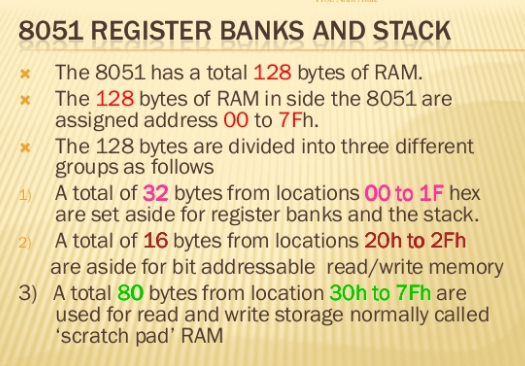 8051 REGISTER BANKS AND STACK
The 8051 has a total 128 bytes of RAM.
The 128 bytes of RAM in side the 8051 are
assigned address 00 to 7Fh.
The 128 bytes are divided into three different
groups as follows
1) A total of 32 bytes from locations 00 to 1F hex
are set aside for register banks and the stack.
2) A total of 16 bytes from locations 20h to 2Fh
are aside for bit addressable read/write memory
3) A total 80 bytes from location 30h to 7Fh are
used for read and write storage normally called
‘scratch pad’ RAM